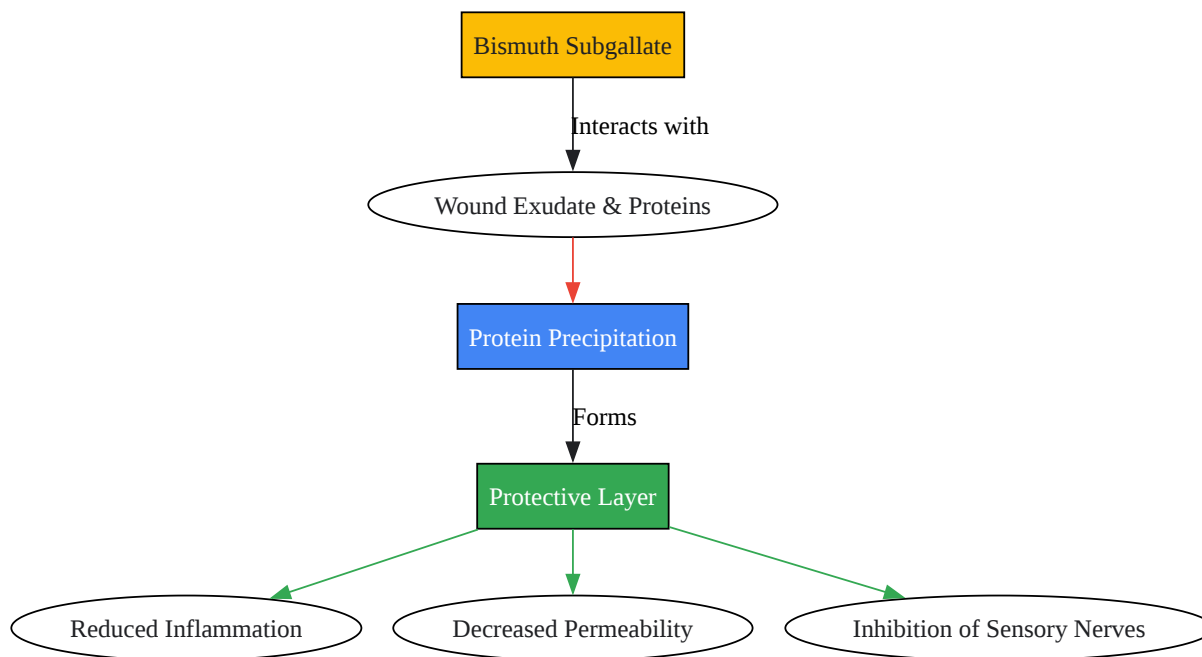 Bismuth Subgallate
Interacts with
Wound Exudate & Proteins
Protein Precipitation
Forms
Protective Layer
Reduced Inflammation
Decreased Permeability
Inhibition of Sensory Nerves